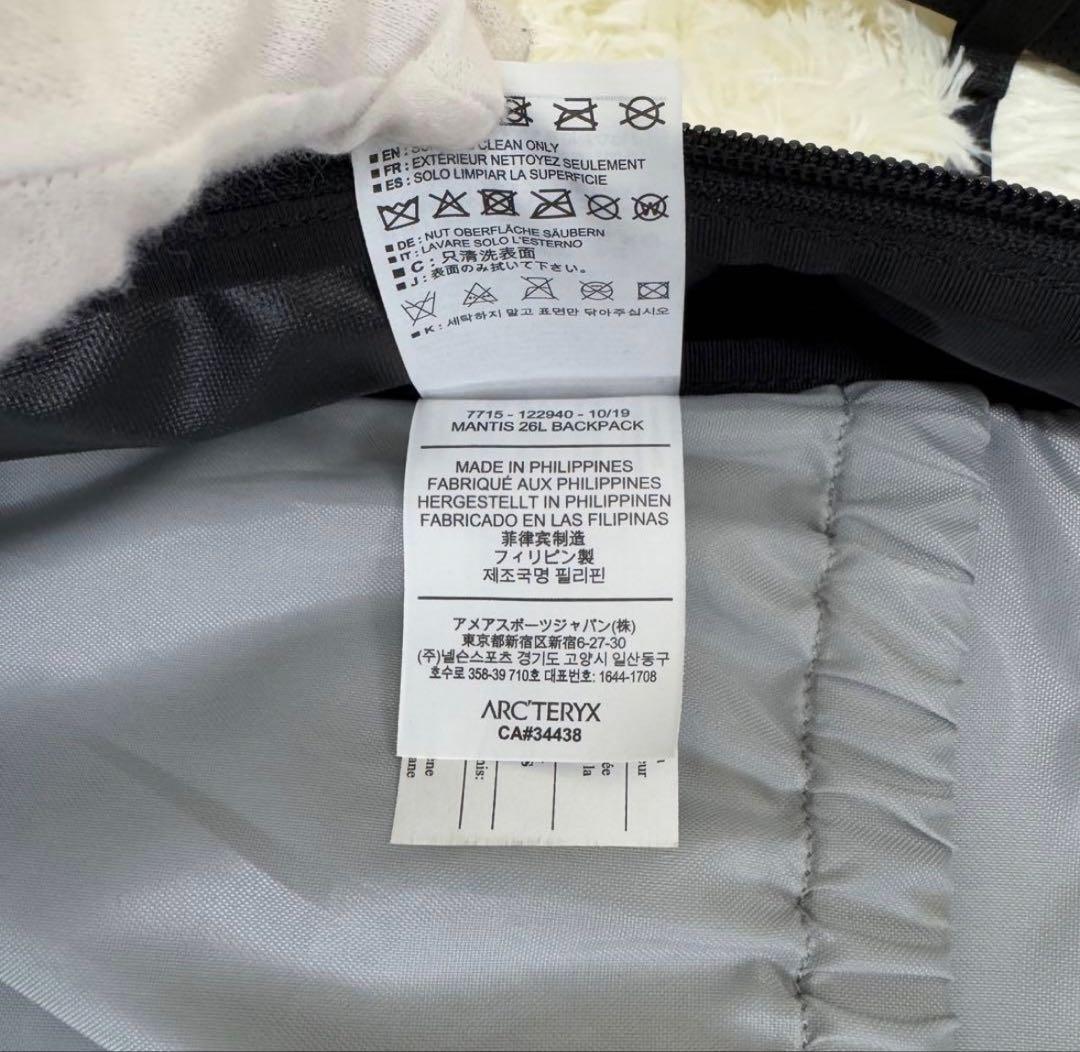 EN : CLEAN ONLY
FR : EXTÉRIEUR NETTOYEZ SEULEMENT
ES : SOLO LIMPIAR LA SUPERFICIE
DE : NUT OBERFLÄCHE SÄUBERN
IT : LAVARE SOLO L'ESTERNO
C : 只清洗表面
J : 表面のみ拭いて下さい。
K : 세탁하지 말고 표면만 닦아주십시오
7715 - 122940 - 10/19
MANTIS 26L BACKPACK
MADE IN PHILIPPINES
FABRIQUÉ AUX PHILIPPINES
HERGESTELLT IN PHILIPPINEN
FABRICADO EN LAS FILIPINAS
菲律宾制造
フィリピン製
제조국명 필리핀
アメアスポーツジャパン(株)
東京都新宿区新宿6-27-30
(주)넬슨스포츠 경기도 고양시 일산동구
호수로 358-39 710호 대표번호: 1644-1708
ARC'TERYX
CA#34438